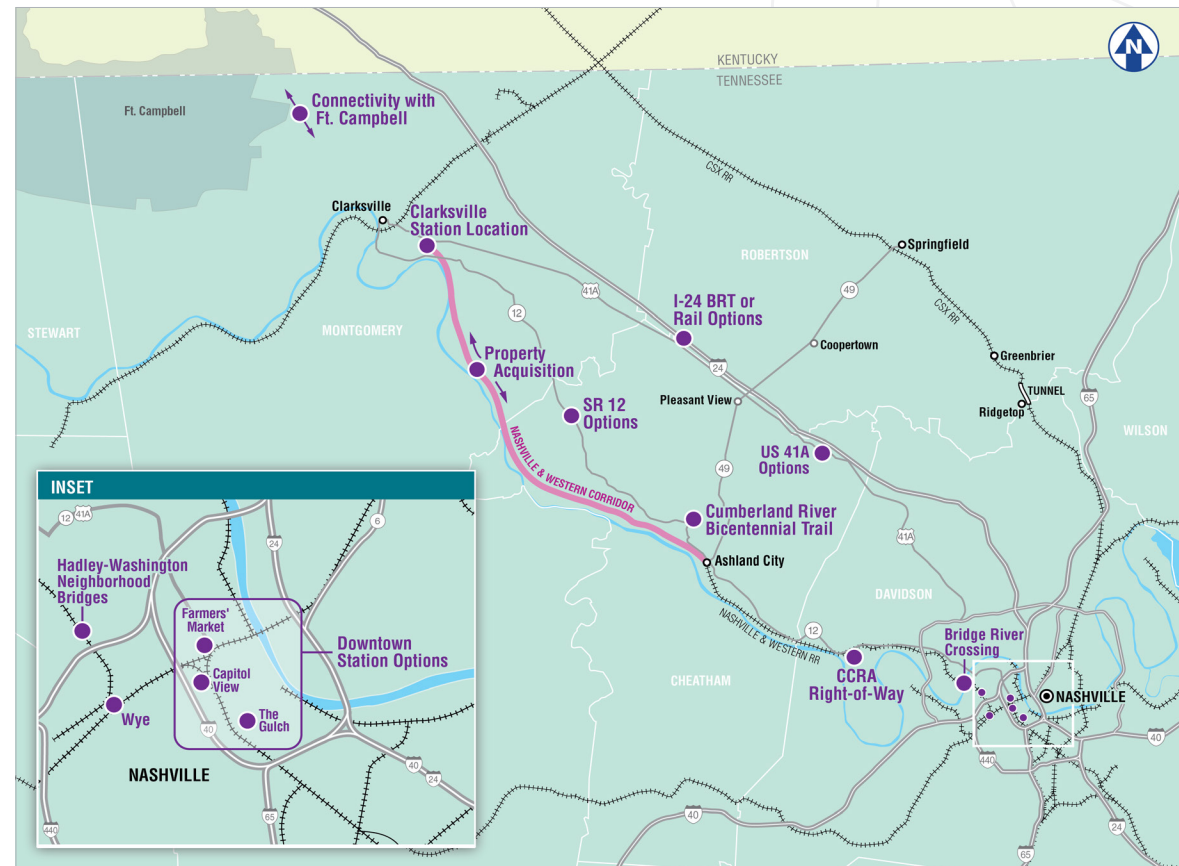 N
KENTUCKY
TENNESSEE
Ft. Campbell
Connectivity with
Ft. Campbell
CSX RR
Clarksville
Clarksville
Station Location
Springfield
ROBERTSON
49
41A
I-24 BRT or
Rail Options
12
STEWART
MONTGOMERY
Coopertown
Greenbrier
Property
Acquisition
CSX RR
24
TUNNEL
65
Pleasant View
Ridgetop
SR 12
Options
WILSON
NASHVILLE & WESTERN CORRIDOR
US 41A
Options
49
Cumberland River
Bicentennial Trail
41A
Ashland City
DAVIDSON
NASHVILLE & WESTERN RR
12
Bridge River
Crossing
CCRA
Right-of-Way
CHEATHAM
NASHVILLE
40
440
40
24
65
INSET
12
41A
6
24
Hadley-Washington
Neighborhood
Bridges
Farmers'
Market
Downtown
Station Options
Capitol
View
Wye
The
Gulch
40
NASHVILLE
40
24
65
440